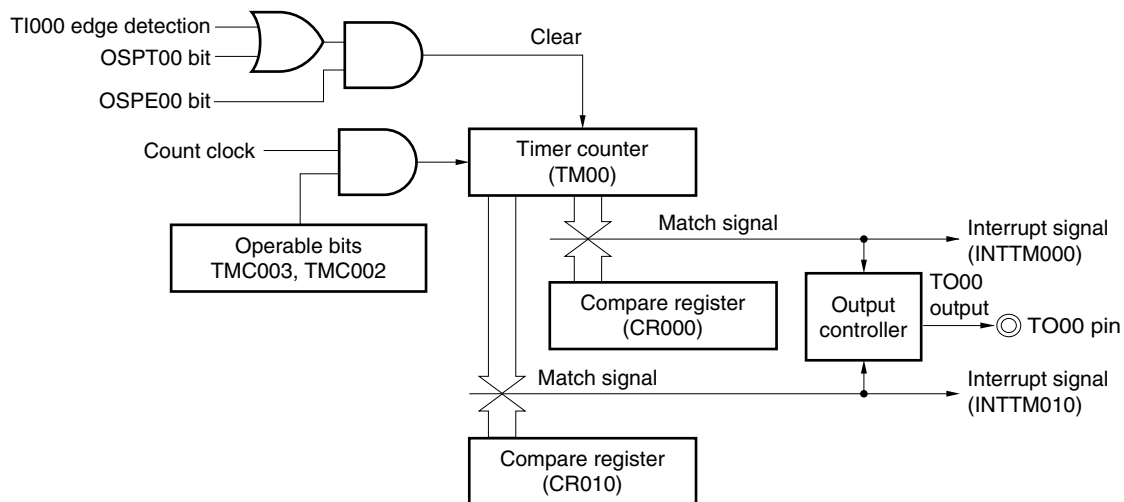 TI000 edge detection
OSPT00 bit
OSPE00 bit
Clear
Count clock
Timer counter
(TM00)
Operable bits
TMC003, TMC002
Match signal
Interrupt signal
(INTTM000)
Compare register
(CR000)
Output
controller
TO00
output
TO00 pin
Match signal
Interrupt signal
(INTTM010)
Compare register
(CR010)